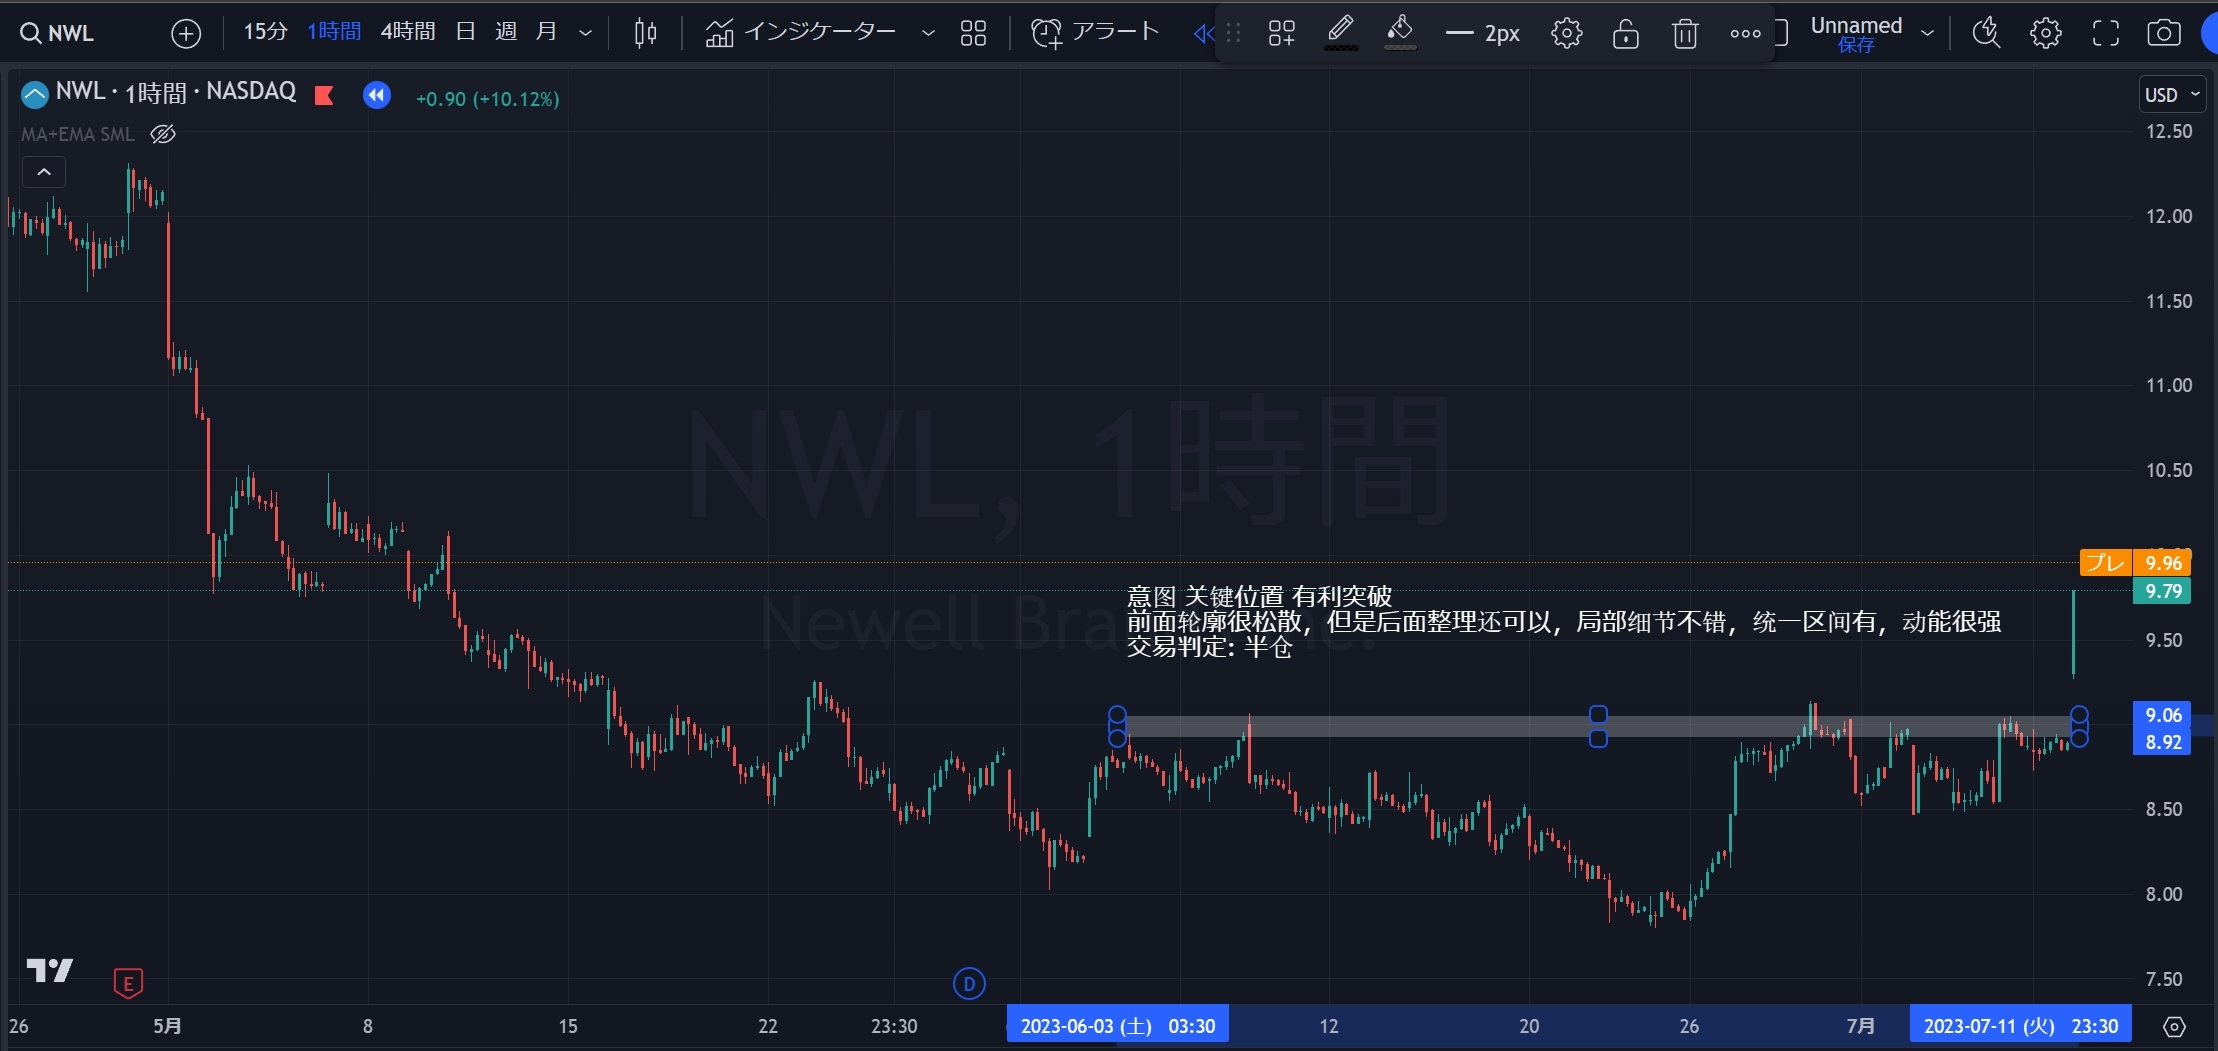 NWL
15分 1時間 4時間 日 週 月
インジケーター
アラート
2px
Unnamed
保存
NWL · 1時間 · NASDAQ
+0.90 (+10.12%)
MA+EMA SML
USD
12.50
12.00
11.50
11.00
10.50
NWL, 1時間
プレ 9.96
9.79
意图 关键位置 有利突破
前面轮廓很松散，但是后面整理还可以，局部细节不错，统一区间有，动能很强
交易判定: 半仓
9.50
9.06
8.92
8.50
8.00
7.50
E
D
26 5月 8 15 22 23:30 2023-06-03 (土) 03:30 12 20 26 7月 2023-07-11 (火) 23:30